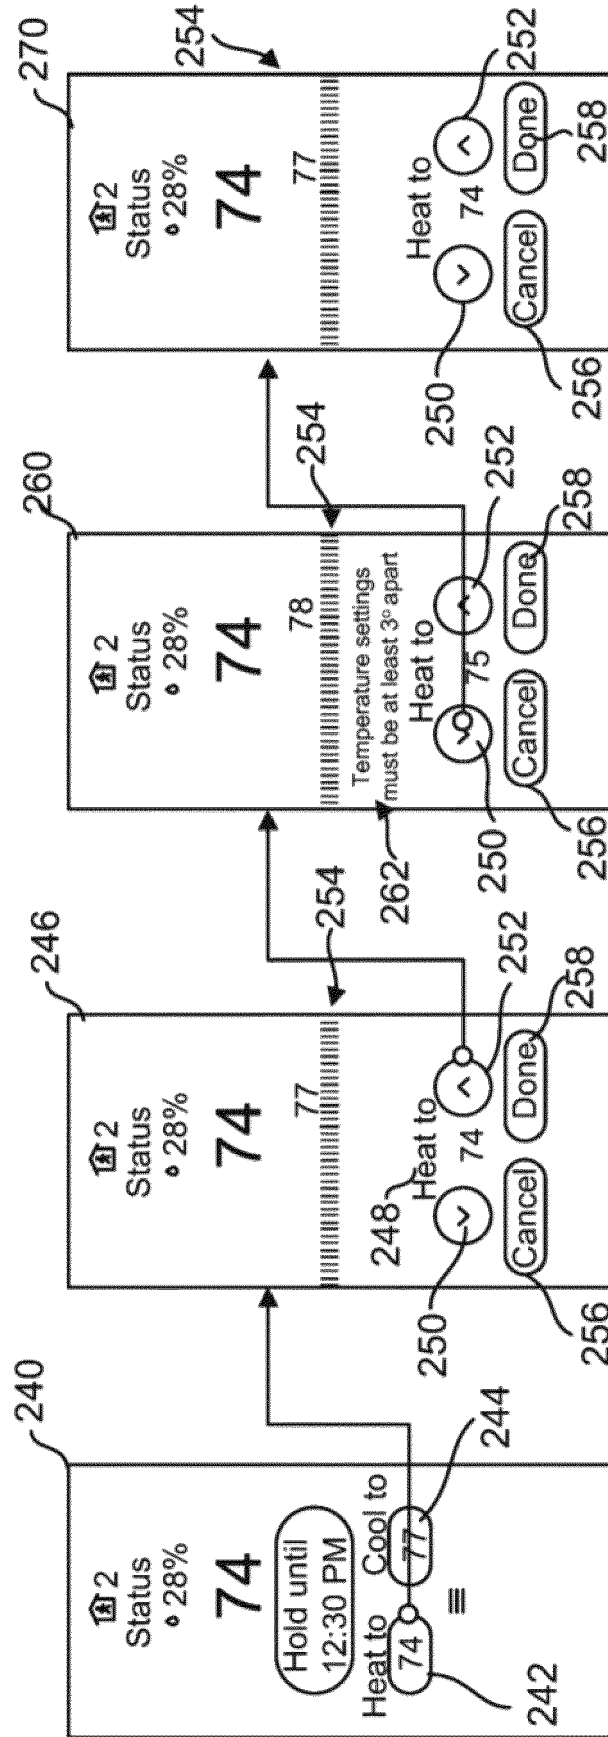 240
2
Status
28%
74
Hold until
12:30 PM
Heat to Cool to
74 77
242
244
246
2
Status
28%
74
77
254
248
Heat to
74
250
252
Cancel Done
256
258
260
2
Status
28%
74
78
254
Temperature settings
must be at least 3° apart
262
Heat to
75
250
252
Cancel Done
256
258
270
2
Status
28%
74
77
254
Heat to
74
250
252
Cancel Done
256
258